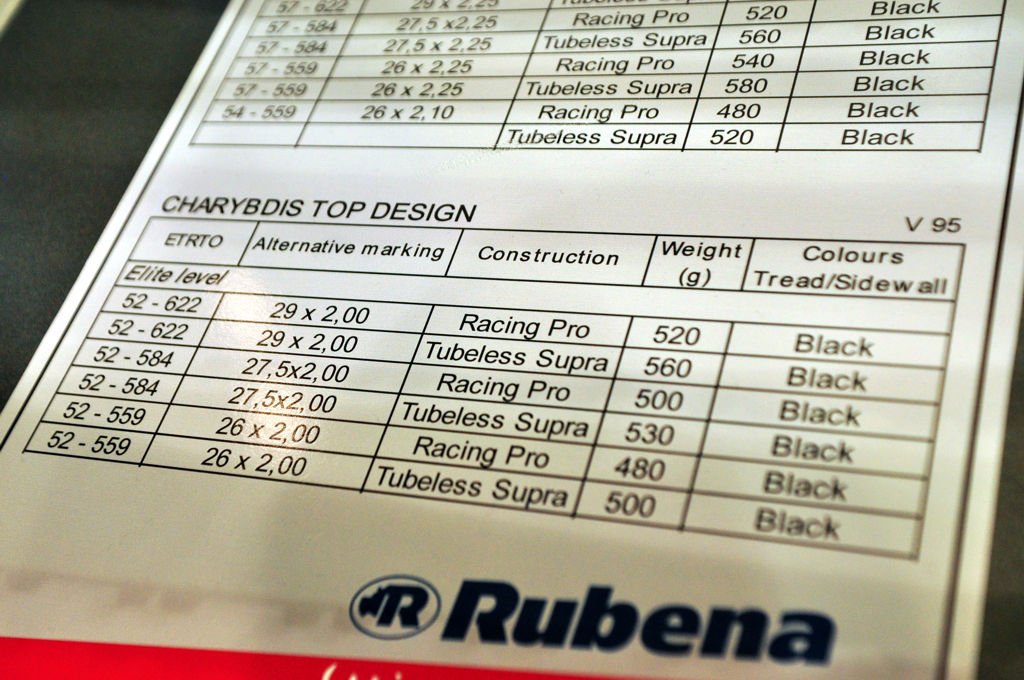 57 - 622 29 x 2,25
57 - 584 27,5 x2,25 Racing Pro 520 Black
57 - 584 27,5 x 2,25 Tubeless Supra 560 Black
57 - 559 26 x 2,25 Racing Pro 540 Black
57 - 559 26 x 2,25 Tubeless Supra 580 Black
54 - 559 26 x 2,10 Racing Pro 480 Black
Tubeless Supra 520 Black
CHARYBDIS TOP DESIGN V 95
ETRTO Alternative marking Construction Weight (g) Colours Tread/Sidewall
Elite level
52 - 622 29 x 2,00 Racing Pro 520 Black
52 - 622 29 x 2,00 Tubeless Supra 560 Black
52 - 584 27,5x2,00 Racing Pro 500 Black
52 - 584 27,5x2,00 Tubeless Supra 530 Black
52 - 559 26 x 2,00 Racing Pro 480 Black
52 - 559 26 x 2,00 Tubeless Supra 500 Black
R Rubena